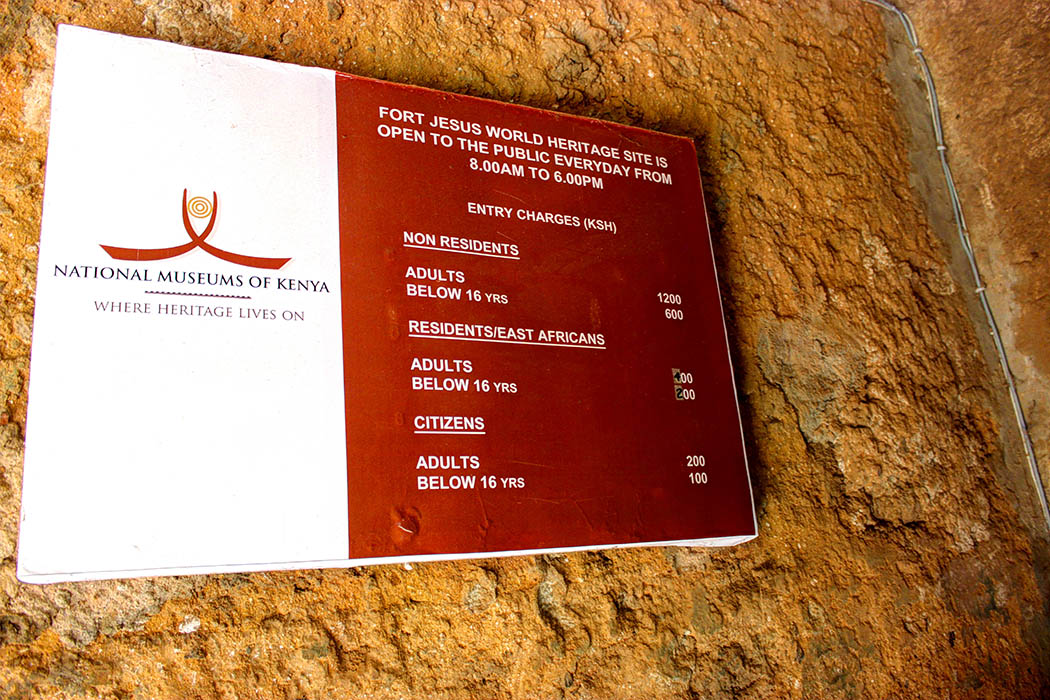 NATIONAL MUSEUMS OF KENYA
WHERE HERITAGE LIVES ON
FORT JESUS WORLD HERITAGE SITE IS
OPEN TO THE PUBLIC EVERYDAY FROM
8.00AM TO 6.00PM
ENTRY CHARGES (KSH)
NON RESIDENTS
ADULTS 1200
BELOW 16 YRS 600
RESIDENTS/EAST AFRICANS
ADULTS
BELOW 16 YRS 200
CITIZENS
ADULTS 200
BELOW 16 YRS 100